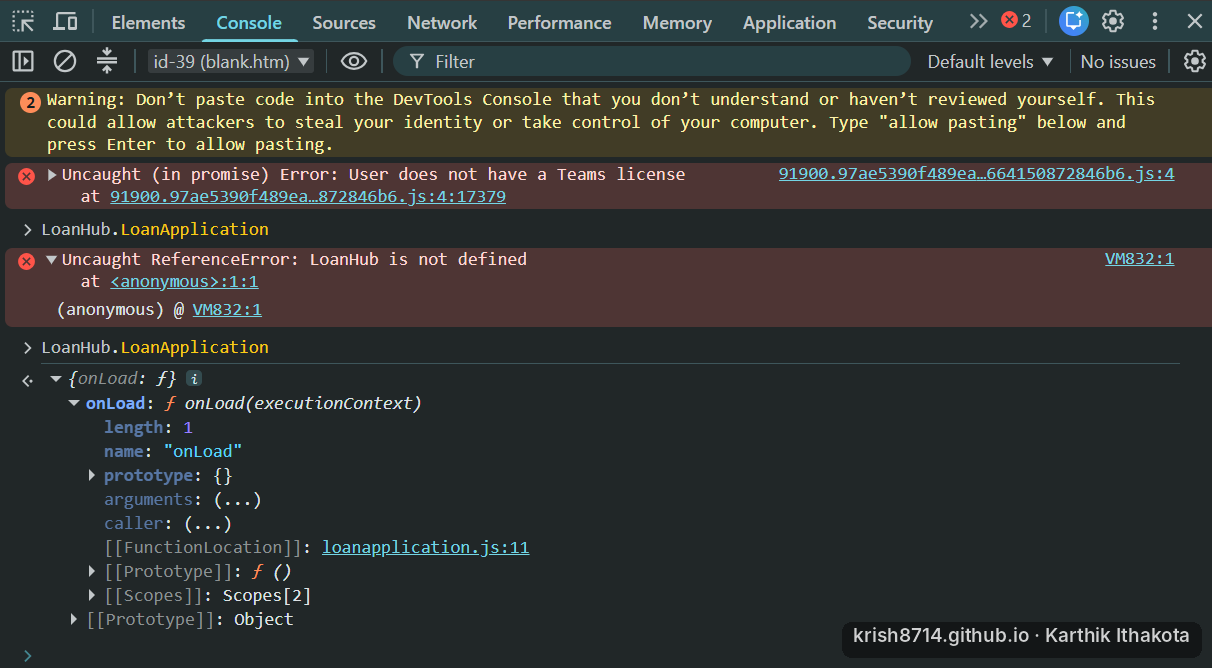 Elements Console Sources Network Performance Memory Application Security 2
id-39 (blank.htm) Filter Default levels No issues
2 Warning: Don’t paste code into the DevTools Console that you don’t understand or haven’t reviewed yourself. This
could allow attackers to steal your identity or take control of your computer. Type "allow pasting" below and
press Enter to allow pasting.
Uncaught (in promise) Error: User does not have a Teams license 91900.97ae5390f489ea…664150872846b6.js:4
at 91900.97ae5390f489ea…872846b6.js:4:17379
> LoanHub.LoanApplication
Uncaught ReferenceError: LoanHub is not defined VM832:1
at <anonymous>:1:1
(anonymous) @ VM832:1
> LoanHub.LoanApplication
{onLoad: ƒ} i
onLoad: ƒ onLoad(executionContext)
length: 1
name: "onLoad"
prototype: {}
arguments: (...)
caller: (...)
[[FunctionLocation]]: loanapplication.js:11
[[Prototype]]: ƒ ()
[[Scopes]]: Scopes[2]
[[Prototype]]: Object
krish8714.github.io · Karthik Ithakota
>